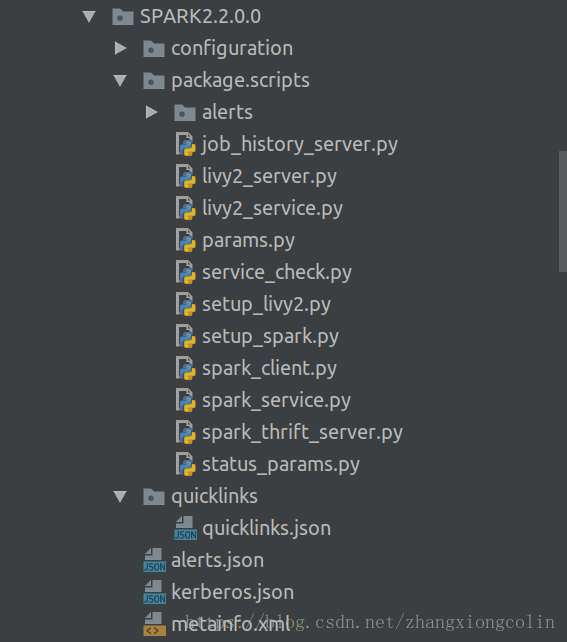 SPARK2.2.0.0
configuration
package.scripts
alerts
job_history_server.py
livy2_server.py
livy2_service.py
params.py
service_check.py
setup_livy2.py
setup_spark.py
spark_client.py
spark_service.py
spark_thrift_server.py
status_params.py
quicklinks
JSON quicklinks.json
JSON alerts.json
JSON kerberos.json
<> metainfo.xml
https://blog.csdn.net/zhangxiongcolin